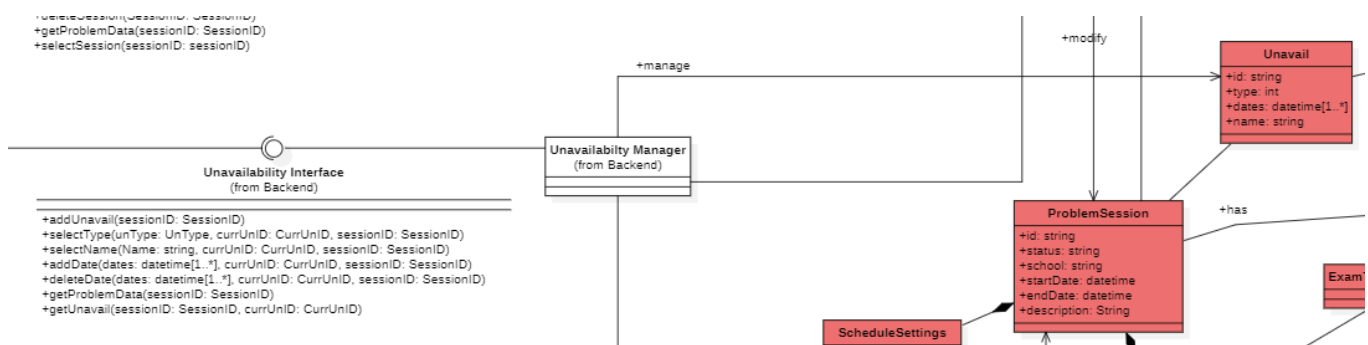 +deleteSession(SessionID: SessionID)
+getProblemData(sessionID: SessionID)
+selectSession(sessionID: sessionID)
+modify
+manage
Unavail
+id: string
+type: int
+dates: datetime[1..*]
+name: string
Unavailabilty Manager
(from Backend)
Unavailability Interface
(from Backend)
+addUnavail(sessionID: SessionID)
+selectType(unType: UnType, currUnID: CurrUnID, sessionID: SessionID)
+selectName(Name: string, currUnID: CurrUnID, sessionID: SessionID)
+addDate(dates: datetime[1..*], currUnID: CurrUnID, sessionID: SessionID)
+deleteDate(dates: datetime[1..*], currUnID: CurrUnID, sessionID: SessionID)
+getProblemData(sessionID: SessionID)
+getUnavail(sessionID: SessionID, currUnID: CurrUnID)
ProblemSession
+id: string
+status: string
+school: string
+startDate: datetime
+endDate: datetime
+description: String
+has
ScheduleSettings
Exam